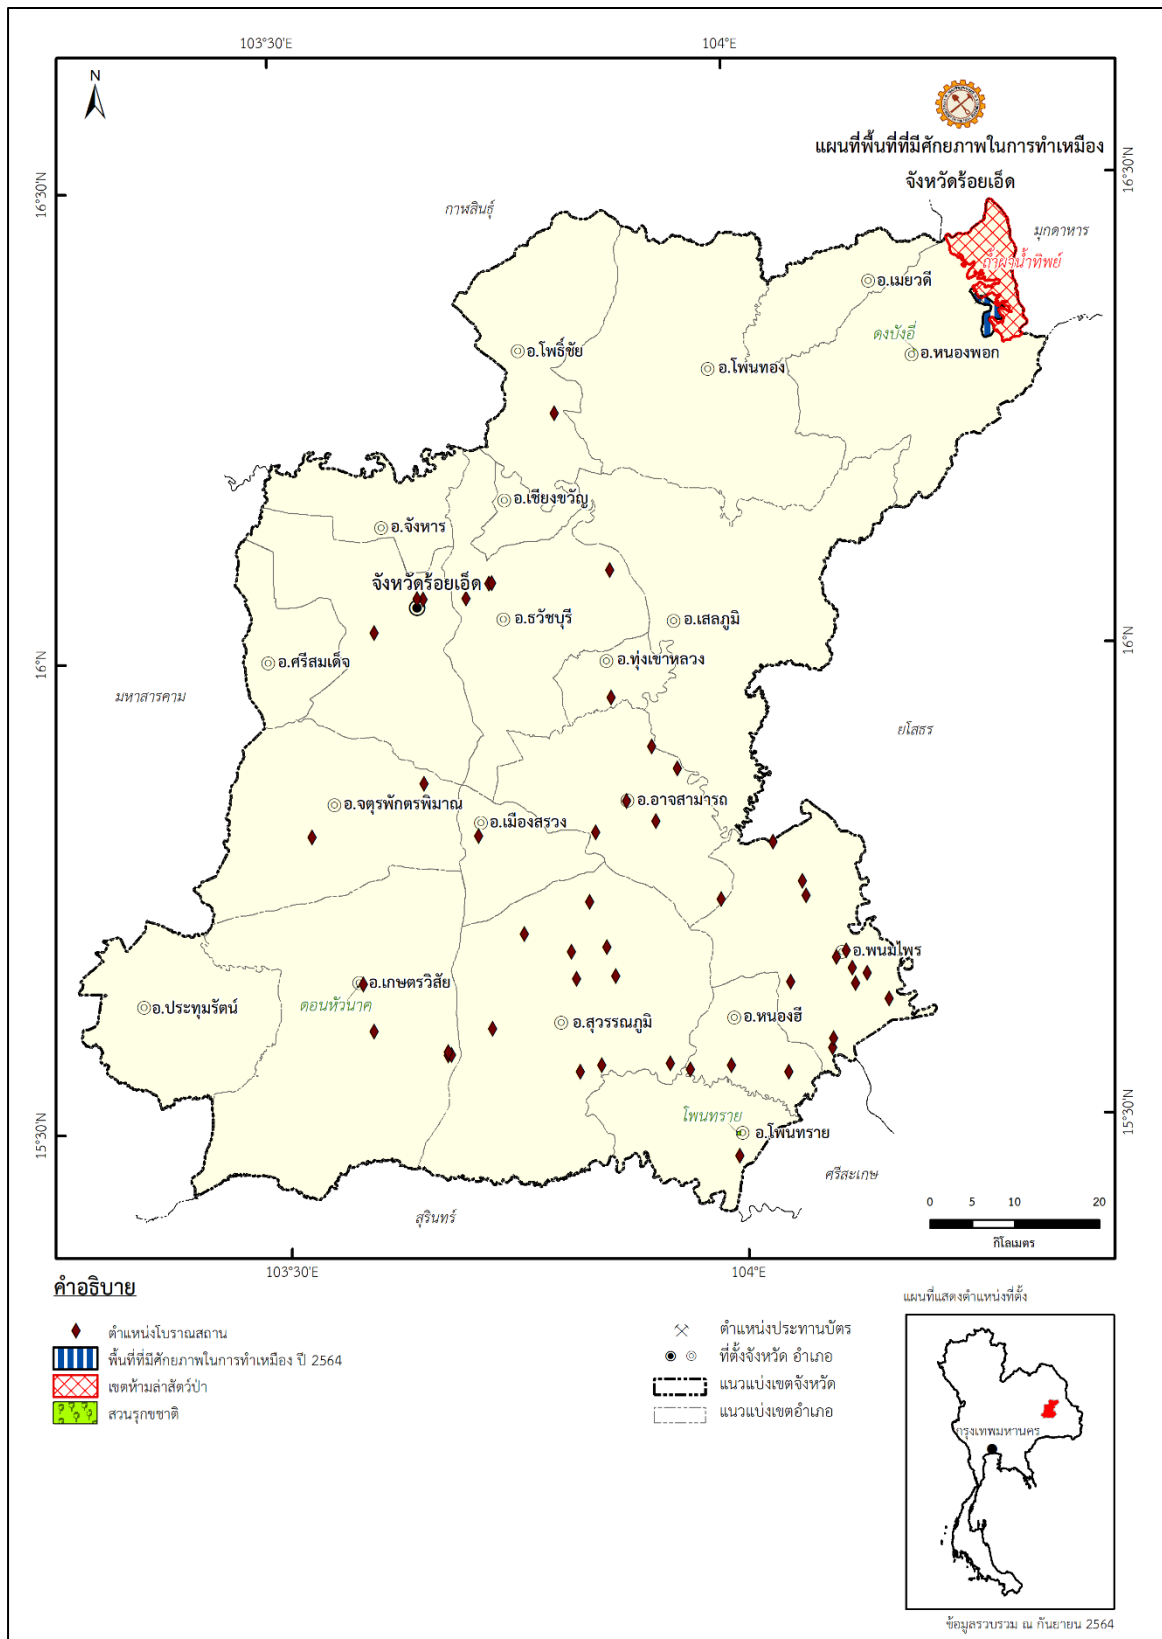 103°30'E
104°E
N
แผนที่พื้นที่ที่มีศักยภาพในการทำเหมือง
จังหวัดร้อยเอ็ด
16°30'N
16°30'N
กาฬสินธุ์
มุกดาหาร
ถ้ำผาน้ำทิพย์
อ.เมยวดี
ดงบังอี่
อ.หนองพอก
อ.โพธิ์ชัย
อ.โพนทอง
อ.เชียงขวัญ
อ.จังหาร
จังหวัดร้อยเอ็ด
อ.ธวัชบุรี
อ.เสลภูมิ
16°N
16°N
อ.ศรีสมเด็จ
อ.ทุ่งเขาหลวง
มหาสารคาม
ยโสธร
อ.จตุรพักตรพิมาณ
อ.อาจสามารถ
อ.เมืองสรวง
อ.พนมไพร
อ.เกษตรวิสัย
ดอนหัวนาค
อ.ประทุมรัตน์
อ.สุวรรณภูมิ
อ.หนองฮี
โพนทราย
อ.โพนทราย
15°30'N
15°30'N
ศรีสะเกษ
สุรินทร์
0 5 10 20
กิโลเมตร
103°30'E
104°E
คำอธิบาย
ตำแหน่งโบราณสถาน
พื้นที่ที่มีศักยภาพในการทำเหมือง ปี 2564
เขตห้ามล่าสัตว์ป่า
สวนรุกขชาติ
ตำแหน่งประทานบัตร
ที่ตั้งจังหวัด อำเภอ
แนวแบ่งเขตจังหวัด
แนวแบ่งเขตอำเภอ
แผนที่แสดงตำแหน่งที่ตั้ง
กรุงเทพมหานคร
ข้อมูลรวบรวม ณ กันยายน 2564